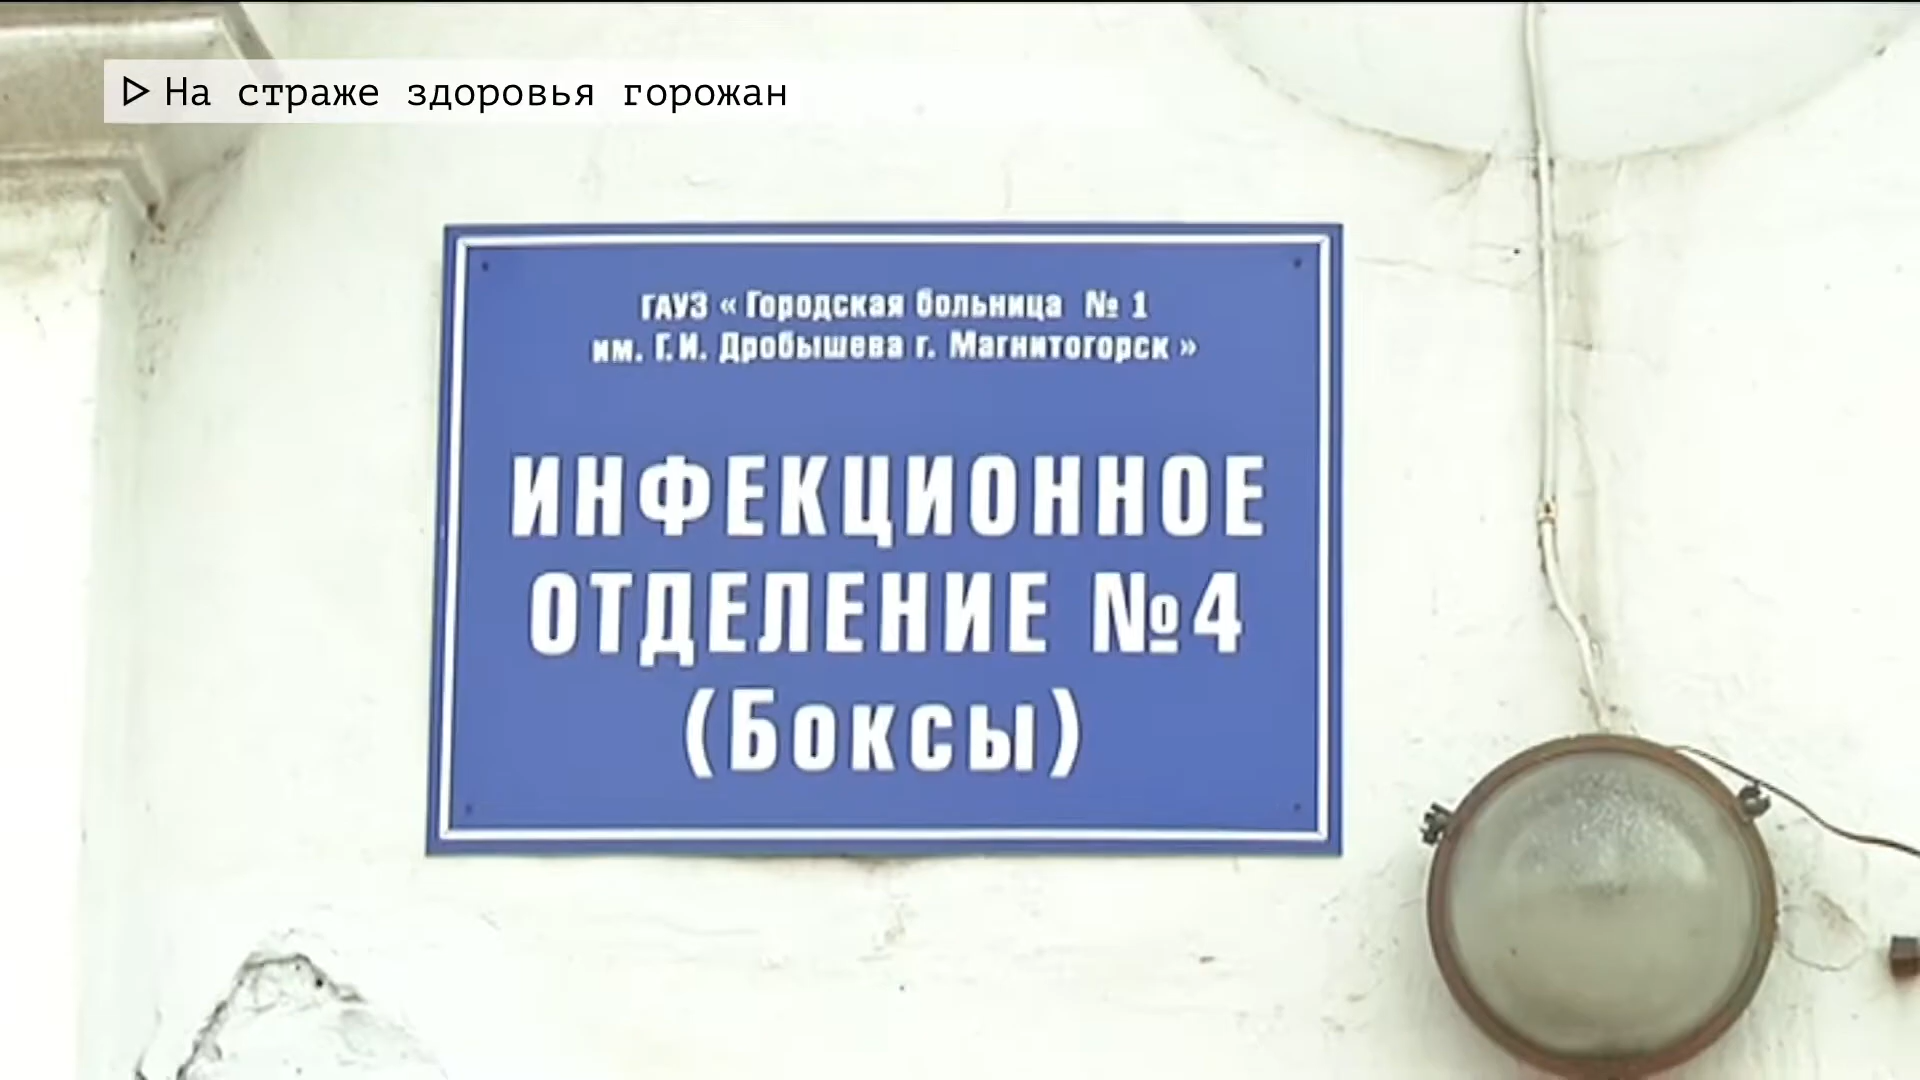 На страже здоровья горожан
ГАУЗ « Городская больница № 1
им. Г.И. Дробышева г. Магнитогорск »
ИНФЕКЦИОННОЕ
ОТДЕЛЕНИЕ №4
(Боксы)